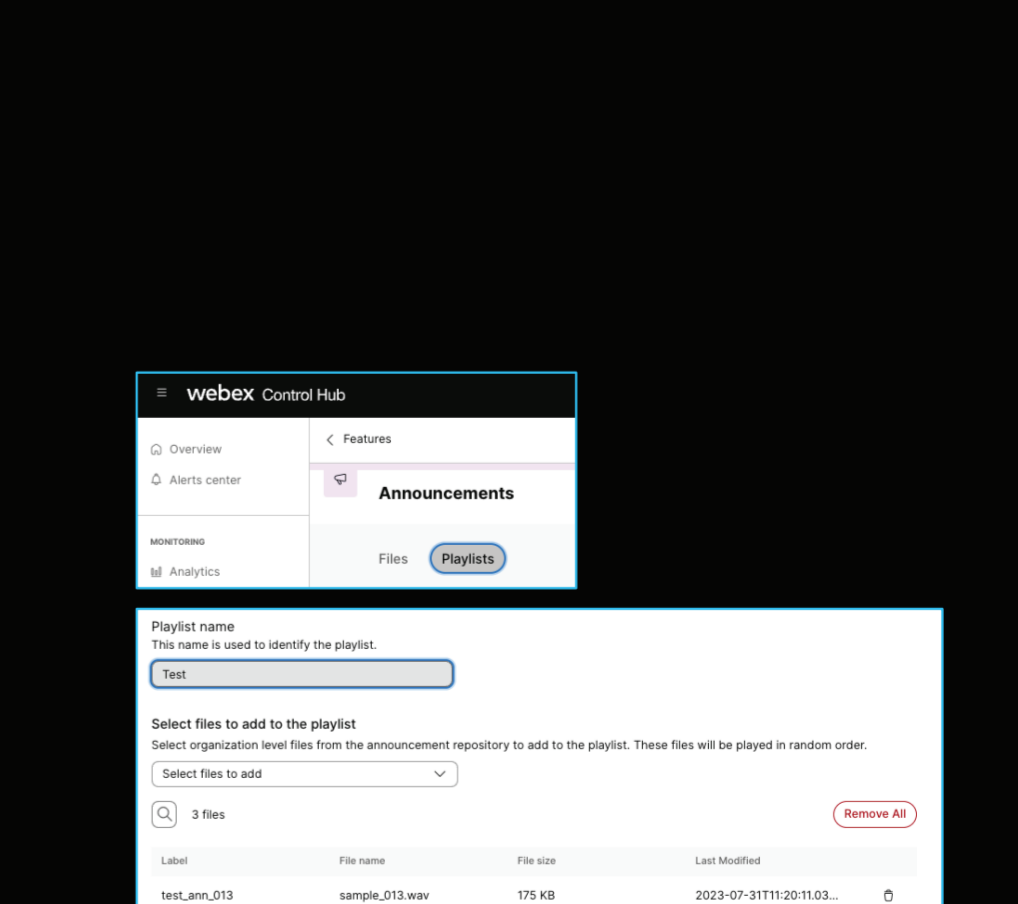 webex Control Hub
Overview
Alerts center
MONITORING
Analytics
Features
Announcements
Files Playlists
Playlist name
This name is used to identify the playlist.
Test
Select files to add to the playlist
Select organization level files from the announcement repository to add to the playlist. These files will be played in random order.
Select files to add
3 files Remove All
Label File name File size Last Modified
test_ann_013 sample_013.wav 175 KB 2023-07-31T11:20:11.03...